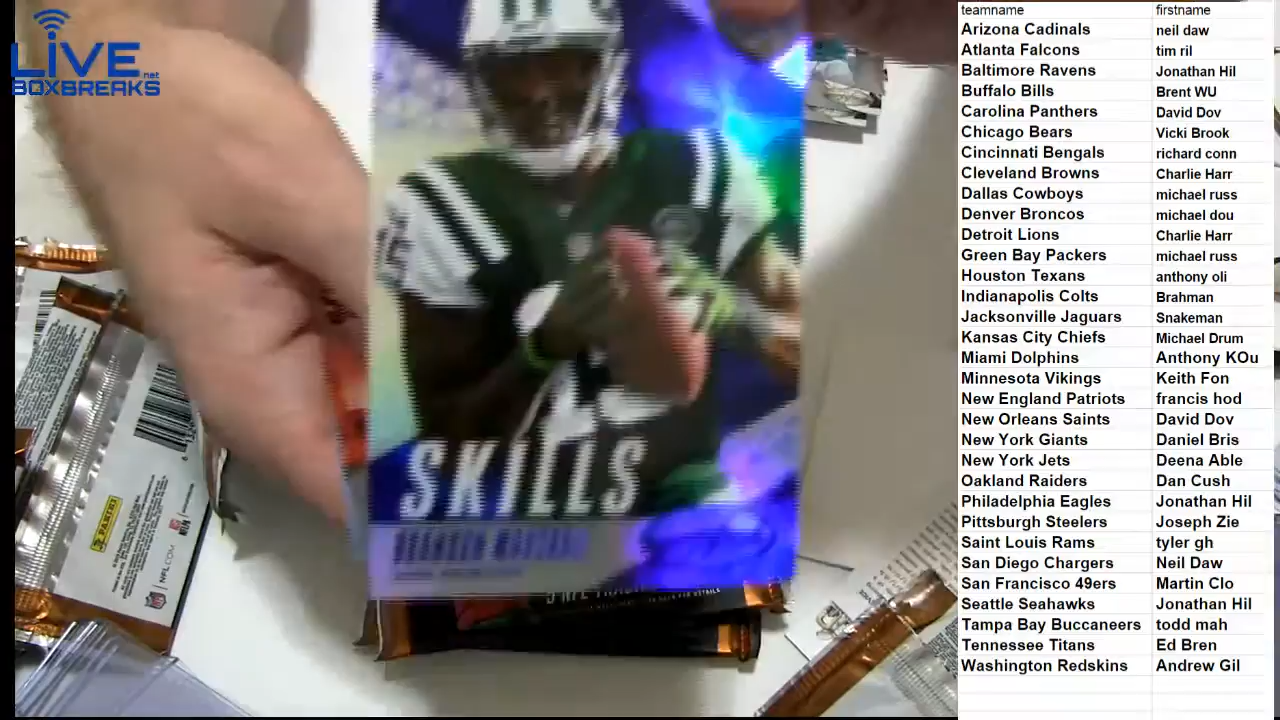 LIVE
.net
BOXBREAKS
SKILLS
BRANDON MARSHALL
PANINI
NFL.COM
teamname firstname
Arizona Cadinals neil daw
Atlanta Falcons tim ril
Baltimore Ravens Jonathan Hil
Buffalo Bills Brent WU
Carolina Panthers David Dov
Chicago Bears Vicki Brook
Cincinnati Bengals richard conn
Cleveland Browns Charlie Harr
Dallas Cowboys michael russ
Denver Broncos michael dou
Detroit Lions Charlie Harr
Green Bay Packers michael russ
Houston Texans anthony oli
Indianapolis Colts Brahman
Jacksonville Jaguars Snakeman
Kansas City Chiefs Michael Drum
Miami Dolphins Anthony KOu
Minnesota Vikings Keith Fon
New England Patriots francis hod
New Orleans Saints David Dov
New York Giants Daniel Bris
New York Jets Deena Able
Oakland Raiders Dan Cush
Philadelphia Eagles Jonathan Hil
Pittsburgh Steelers Joseph Zie
Saint Louis Rams tyler gh
San Diego Chargers Neil Daw
San Francisco 49ers Martin Clo
Seattle Seahawks Jonathan Hil
Tampa Bay Buccaneers todd mah
Tennessee Titans Ed Bren
Washington Redskins Andrew Gil